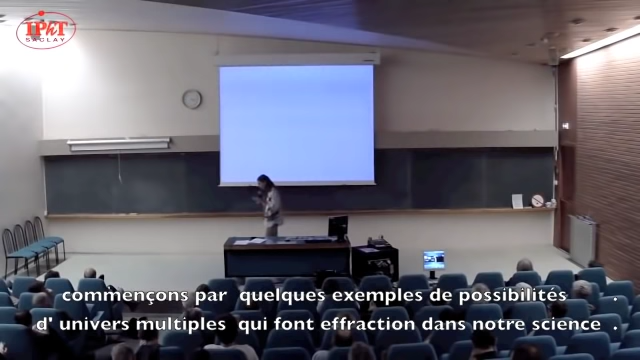 IPhT
SACLAY
commençons par quelques exemples de possibilités .
d' univers multiples qui font effraction dans notre science .